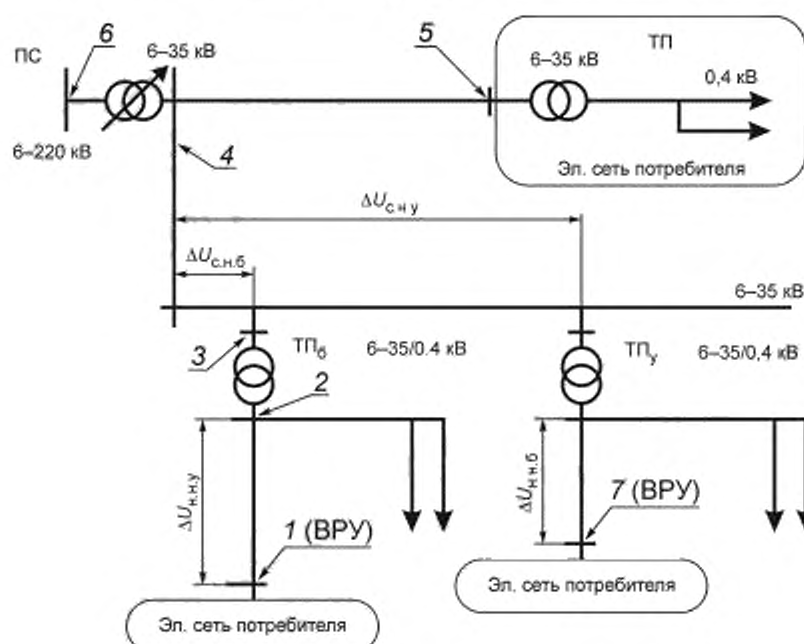 6
ПС
6–35 кВ
5
6–35 кВ
ТП
0,4 кВ
6–220 кВ
4
Эл. сеть потребителя
ΔUс н у
ΔUс.н.б
6–35 кВ
3
ТПб
6–35/0.4 кВ
ТПу
6–35/0,4 кВ
2
ΔUн.н.у
ΔUн н.б
1 (ВРУ)
7 (ВРУ)
Эл. сеть потребителя
Эл. сеть потребителя